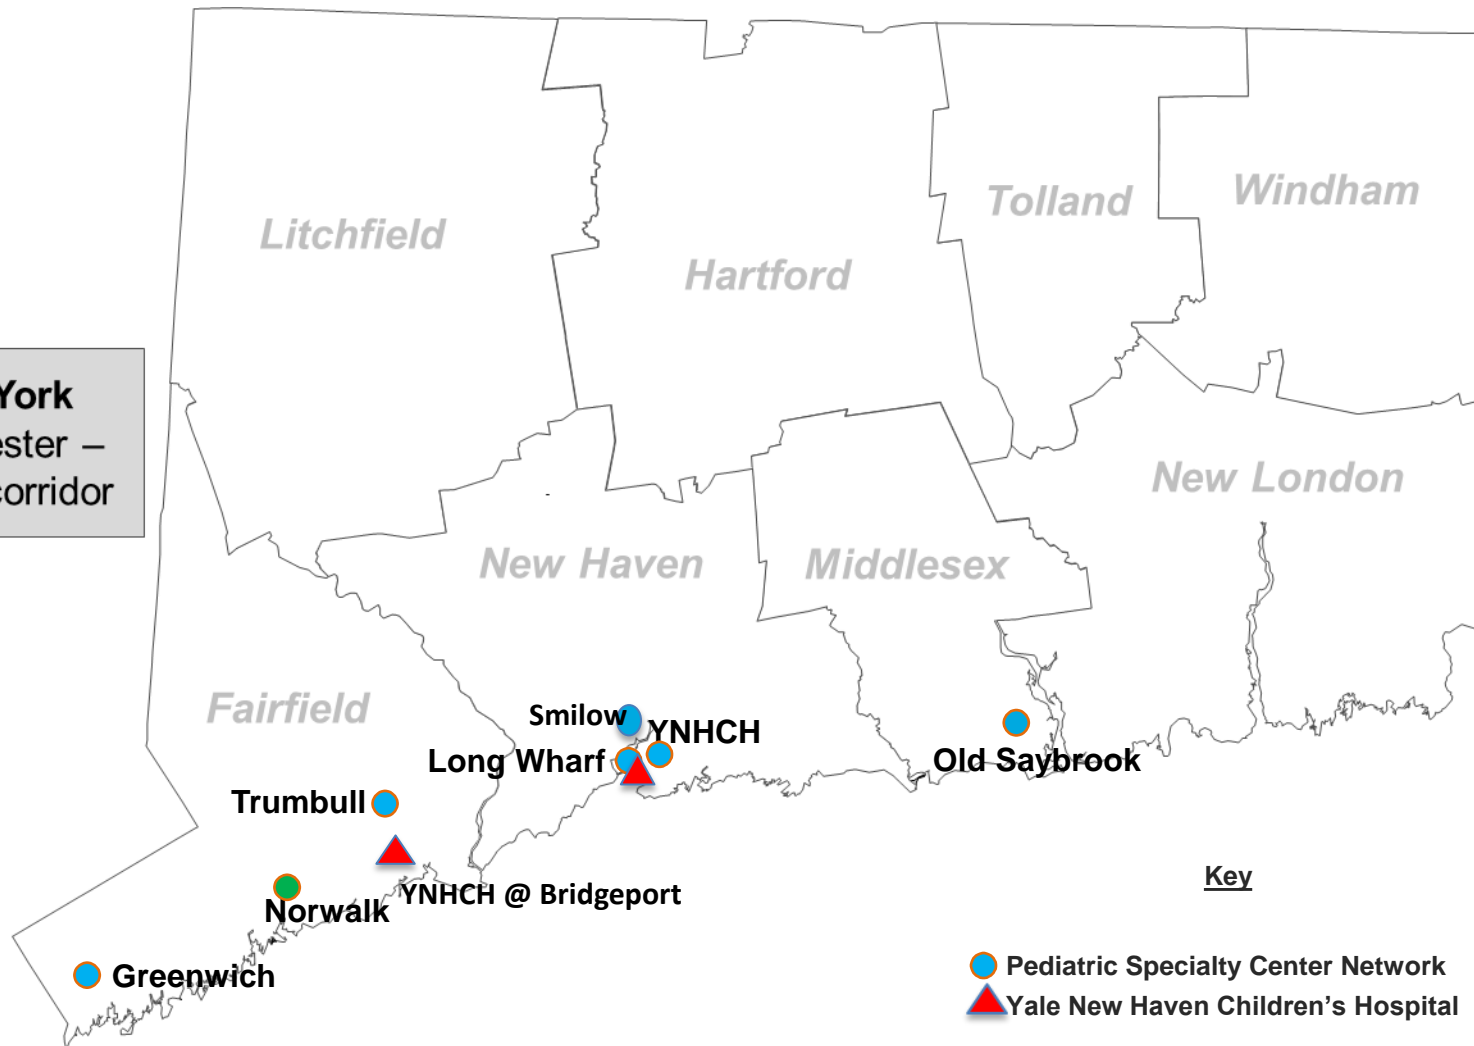 Litchfield
Hartford
Tolland
Windham
York
ester –
corridor
New London
New Haven
Middlesex
Fairfield
Smilow
YNHCH
Long Wharf
Old Saybrook
Trumbull
YNHCH @ Bridgeport
Norwalk
Greenwich
Key
Pediatric Specialty Center Network
Yale New Haven Children's Hospital